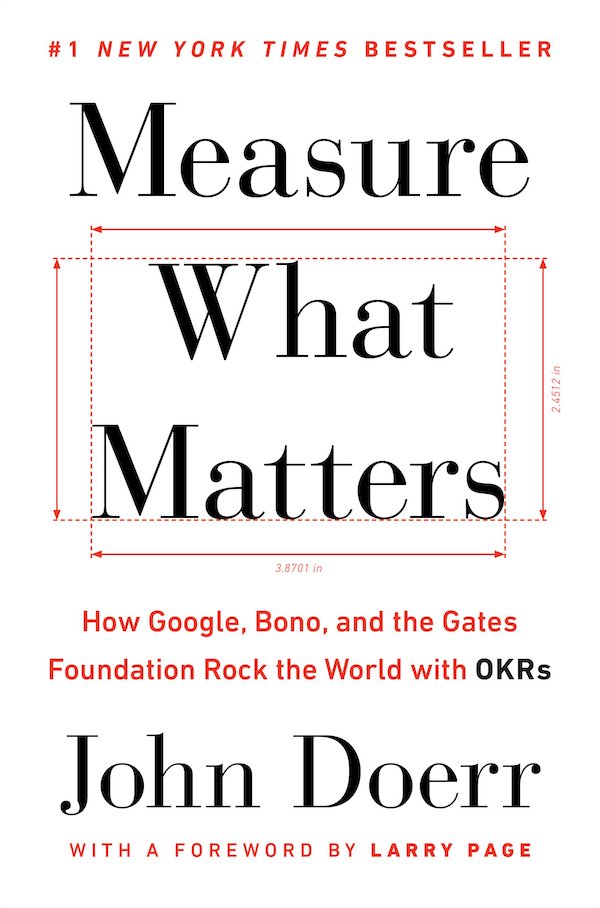 #1 NEW YORK TIMES BESTSELLER
Measure
What
Matters
2.4512 in
3.8701 in
How Google, Bono, and the Gates
Foundation Rock the World with OKRs
John Doerr
WITH A FOREWORD BY LARRY PAGE